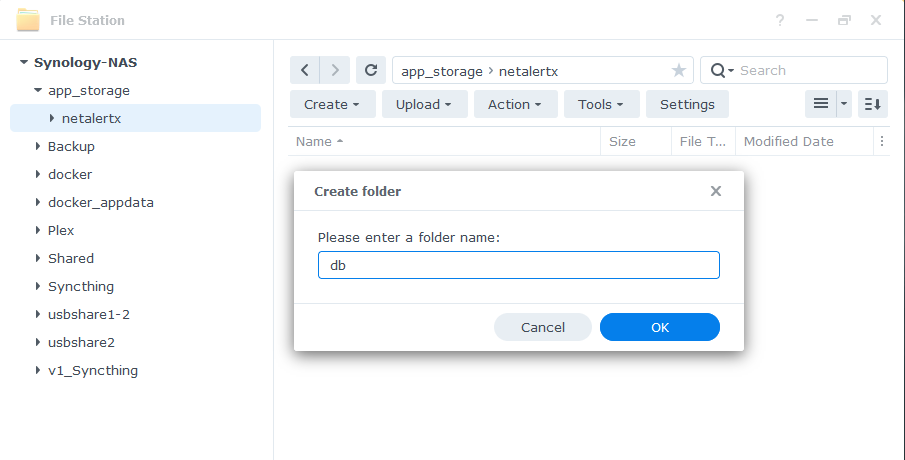 File Station
?
Synology-NAS
app_storage
netalertx
Backup
docker
docker_appdata
Plex
Shared
Syncthing
usbshare1-2
usbshare2
v1_Syncthing
app_storage › netalertx
Search
Create
Upload
Action
Tools
Settings
Name
Size
File T...
Modified Date
Create folder
Please enter a folder name:
db
Cancel
OK